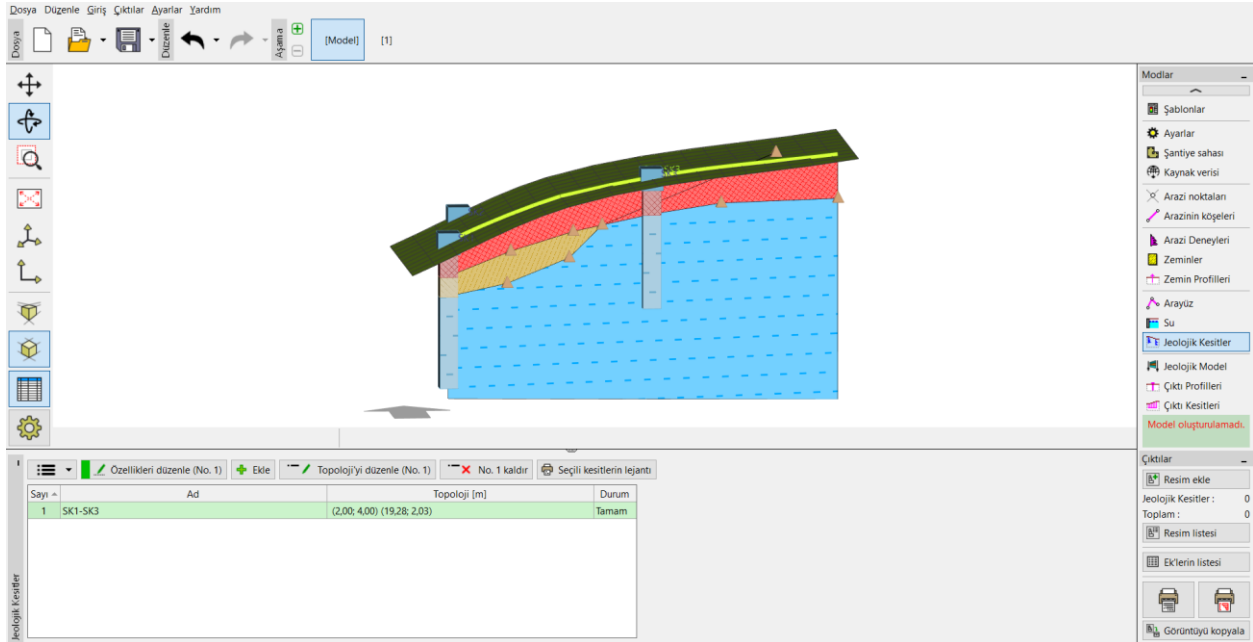 Dosya Düzenle Giriş Çıktılar Ayarlar Yardım
Dosya
Düzenle
Aşama
[Model]
[1]
Modlar
Şablonlar
Ayarlar
Şantiye sahası
Kaynak verisi
Arazi noktaları
Arazinin köşeleri
Arazi Deneyleri
Zeminler
Zemin Profilleri
Arayüz
Su
Jeolojik Kesitler
Jeolojik Model
Çıktı Profilleri
Çıktı Kesitleri
Model oluşturulamadı.
Özellikleri düzenle (No. 1)
Ekle
Topoloji'yi düzenle (No. 1)
No. 1 kaldır
Seçili kesitlerin lejantı
Sayı Ad Topoloji [m] Durum
1 SK1-SK3 (2,00; 4,00) (19,28; 2,03) Tamam
Jeolojik Kesitler
Çıktılar
Resim ekle
Jeolojik Kesitler : 0
Toplam : 0
Resim listesi
Ek'lerin listesi
Görüntüyü kopyala